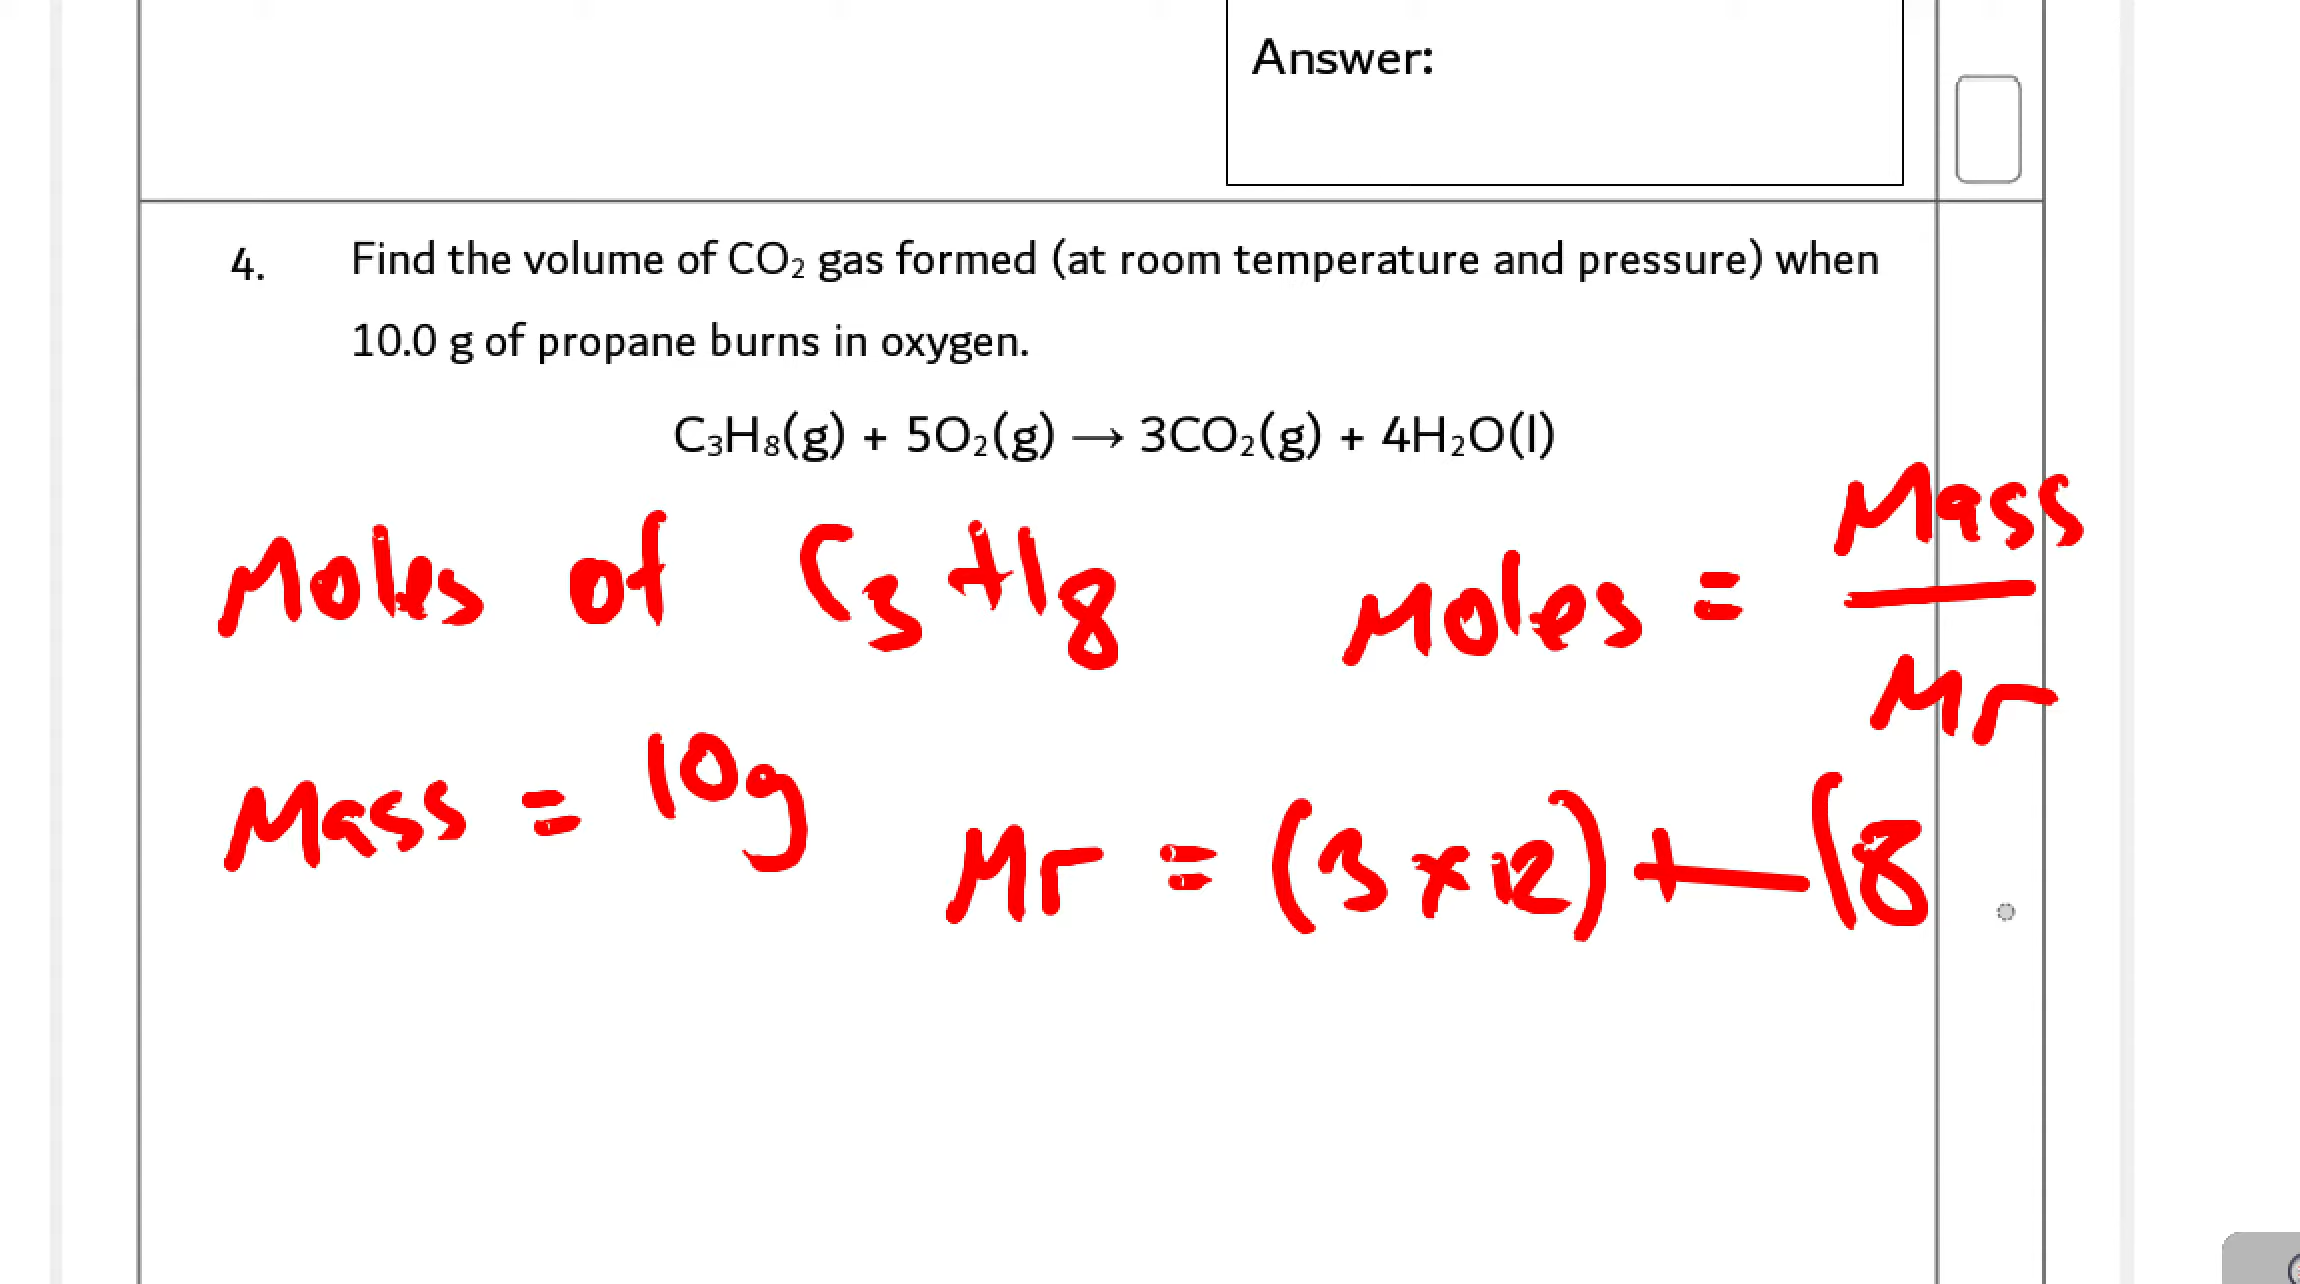 Answer:
4. Find the volume of CO₂ gas formed (at room temperature and pressure) when
10.0 g of propane burns in oxygen.
C₃H₈(g) + 5O₂(g) → 3CO₂(g) + 4H₂O(l)
Moles of C₃H₈ Moles = Mass
Mr
Mass = 10g Mr = (3 x 12) + (8